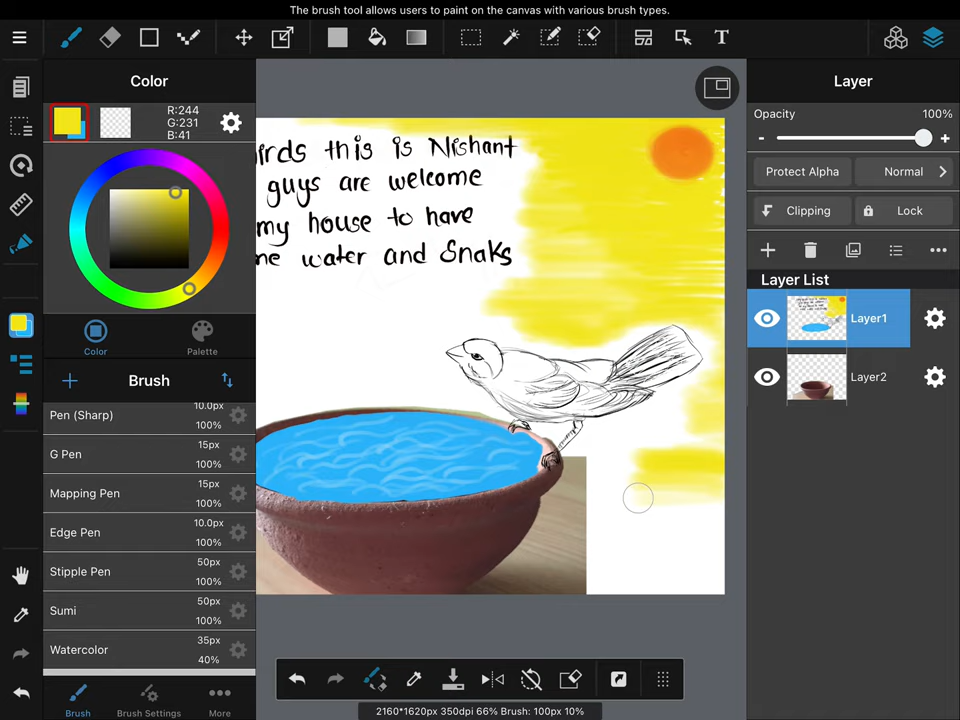 The brush tool allows users to paint on the canvas with various brush types.
T
Color
R:244
G:231
B:41
Color
Palette
Brush
10.0px
Pen (Sharp)
100%
15px
G Pen
100%
15px
Mapping Pen
100%
10.0px
Edge Pen
100%
50px
Stipple Pen
100%
50px
Sumi
100%
35px
Watercolor
40%
Brush
Brush Settings
More
this is Nishant
guys are welcome
my house to have
water and Snaks
2160*1620px 350dpi 66% Brush: 100px 10%
Layer
Opacity 100%
- +
Protect Alpha
Normal
Clipping
Lock
Layer List
Layer1
Layer2